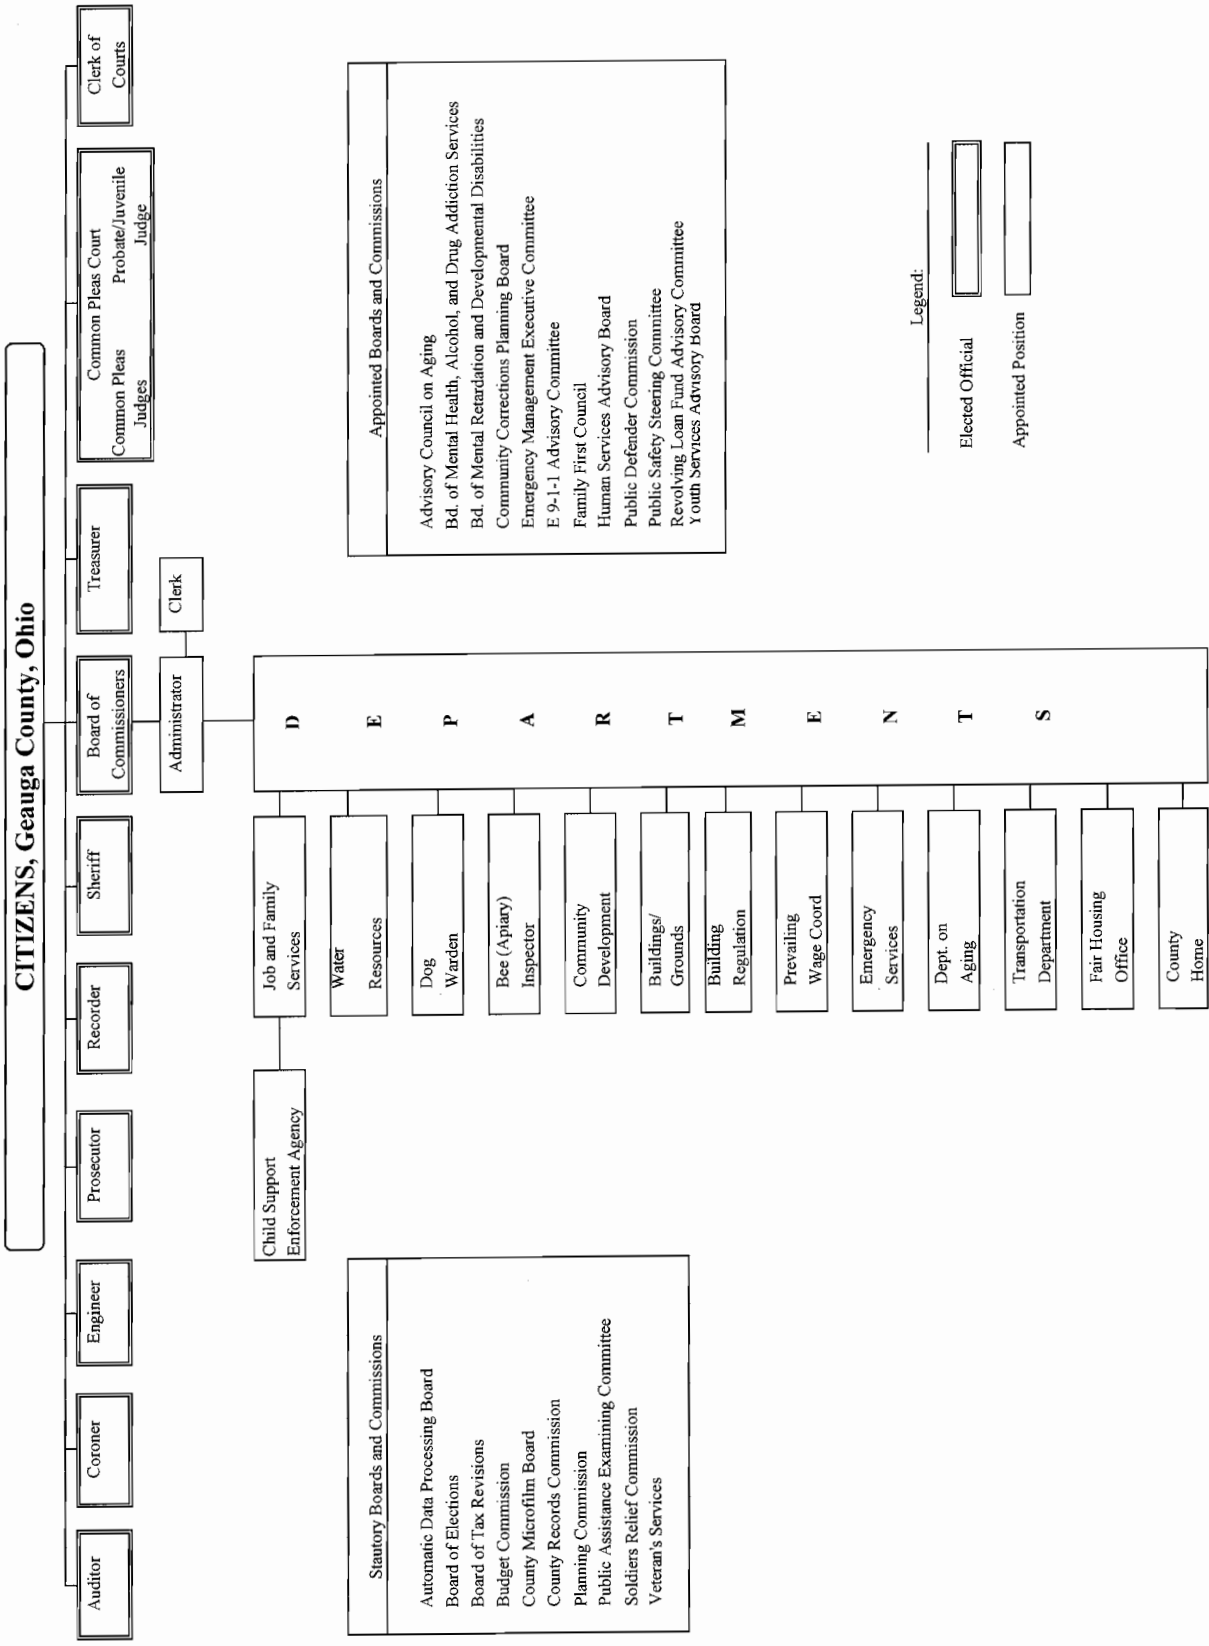 CITIZENS, Geauga County, Ohio
Auditor
Coroner
Engineer
Prosecutor
Recorder
Sheriff
Board of
Commissioners
Treasurer
Common Pleas Court
Common Pleas Probate/Juvenile
Judges Judge
Clerk of
Courts
Administrator
Clerk
Child Support
Enforcement Agency
Job and Family
Services
Water
Resources
Dog
Warden
Bee (Apiary)
Inspector
Community
Development
Buildings/
Grounds
Building
Regulation
Prevailing
Wage Coord
Emergency
Services
Dept. on
Aging
Transportation
Department
Fair Housing
Office
County
Home
D
E
P
A
R
T
M
E
N
T
S
Stautory Boards and Commissions
Automatic Data Processing Board
Board of Elections
Board of Tax Revisions
Budget Commission
County Microfilm Board
County Records Commission
Planning Commission
Public Assistance Examining Committee
Soldiers Relief Commission
Veteran's Services
Appointed Boards and Commissions
Advisory Council on Aging
Bd. of Mental Health, Alcohol, and Drug Addiction Services
Bd. of Mental Retardation and Developmental Disabilities
Community Corrections Planning Board
Emergency Management Executive Committee
E 9-1-1 Advisory Committee
Family First Council
Human Services Advisory Board
Public Defender Commission
Public Safety Steering Committee
Revolving Loan Fund Advisory Committee
Youth Services Advisory Board
Legend:
Elected Official
Appointed Position